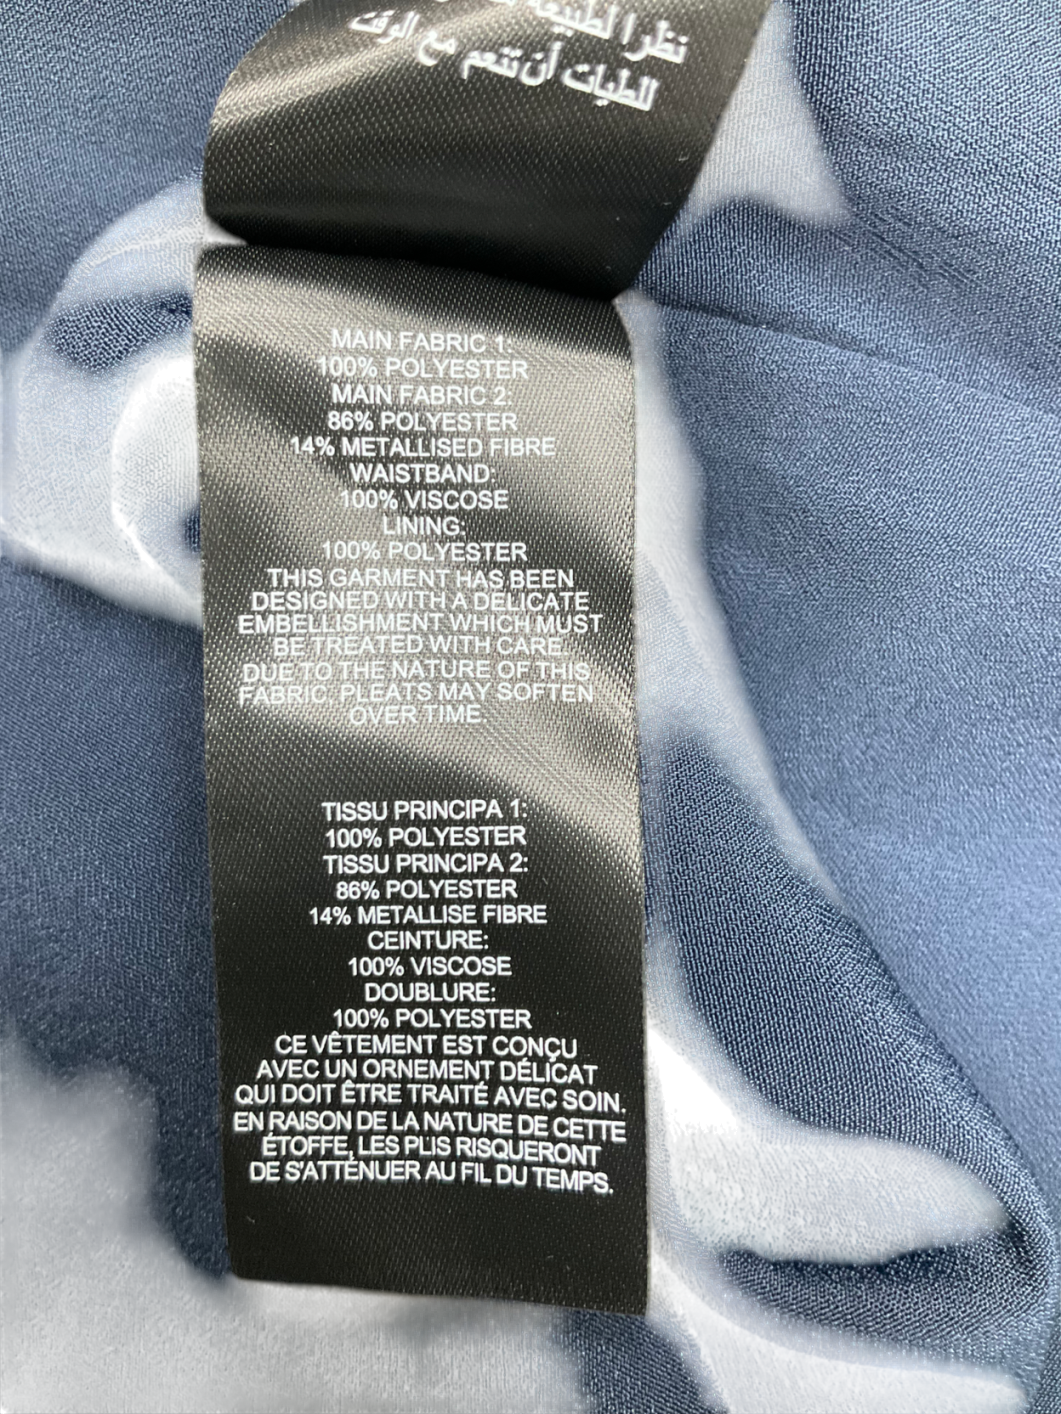 نظرا لطبيعة
للطيات أن تنعم مع الوقت
MAIN FABRIC 1:
100% POLYESTER
MAIN FABRIC 2:
86% POLYESTER
14% METALLISED FIBRE
WAISTBAND:
100% VISCOSE
LINING:
100% POLYESTER
THIS GARMENT HAS BEEN
DESIGNED WITH A DELICATE
EMBELLISHMENT WHICH MUST
BE TREATED WITH CARE.
DUE TO THE NATURE OF THIS
FABRIC, PLEATS MAY SOFTEN
OVER TIME.
TISSU PRINCIPA 1:
100% POLYESTER
TISSU PRINCIPA 2:
86% POLYESTER
14% METALLISE FIBRE
CEINTURE:
100% VISCOSE
DOUBLURE:
100% POLYESTER
CE VÊTEMENT EST CONÇU
AVEC UN ORNEMENT DÉLICAT
QUI DOIT ÊTRE TRAITÉ AVEC SOIN.
EN RAISON DE LA NATURE DE CETTE
ÉTOFFE, LES PLIS RISQUERONT
DE S'ATTÉNUER AU FIL DU TEMPS.